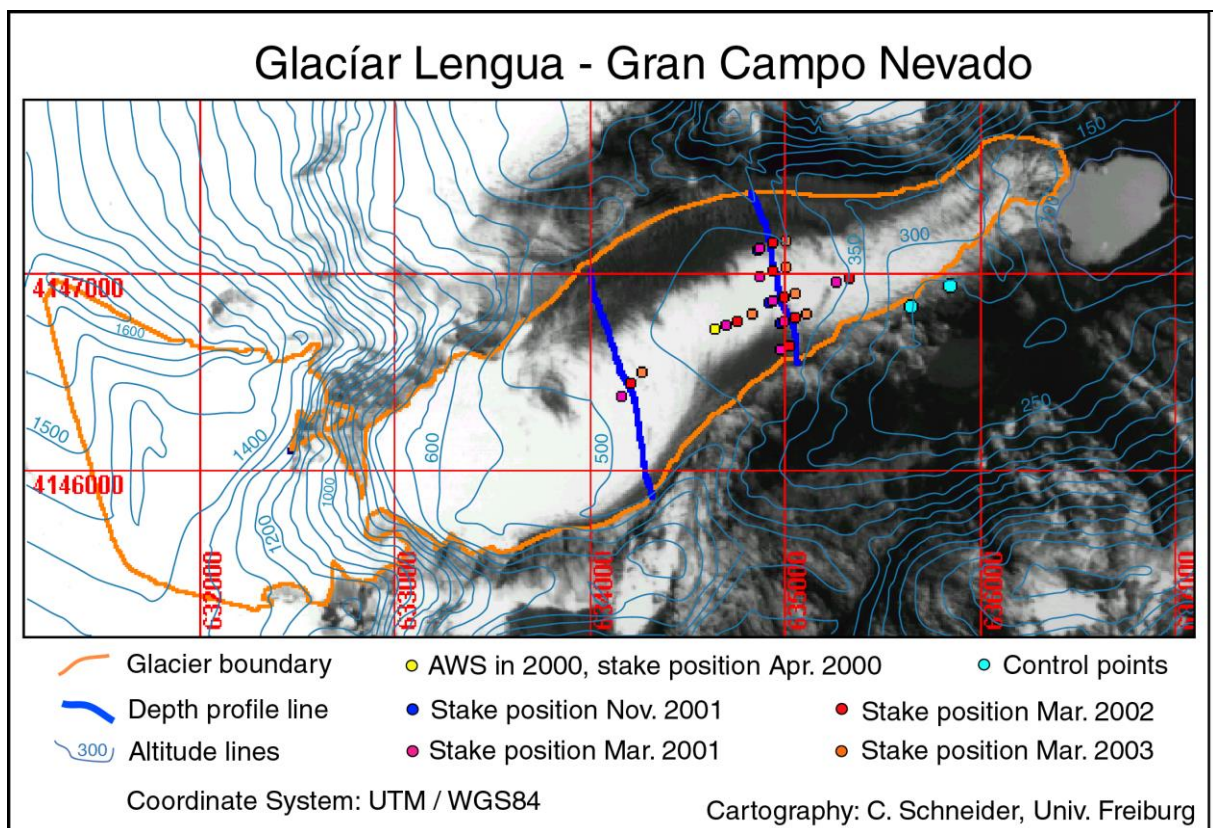 Glacíar Lengua - Gran Campo Nevado
150
350
300
4147000
1600
1500
1400
600
500
250
4146000
1000
1200
632000
633000
634000
635000
636000
Glacier boundary
AWS in 2000, stake position Apr. 2000
Control points
Depth profile line
Stake position Nov. 2001
Stake position Mar. 2002
300
Altitude lines
Stake position Mar. 2001
Stake position Mar. 2003
Coordinate System: UTM / WGS84
Cartography: C. Schneider, Univ. Freiburg